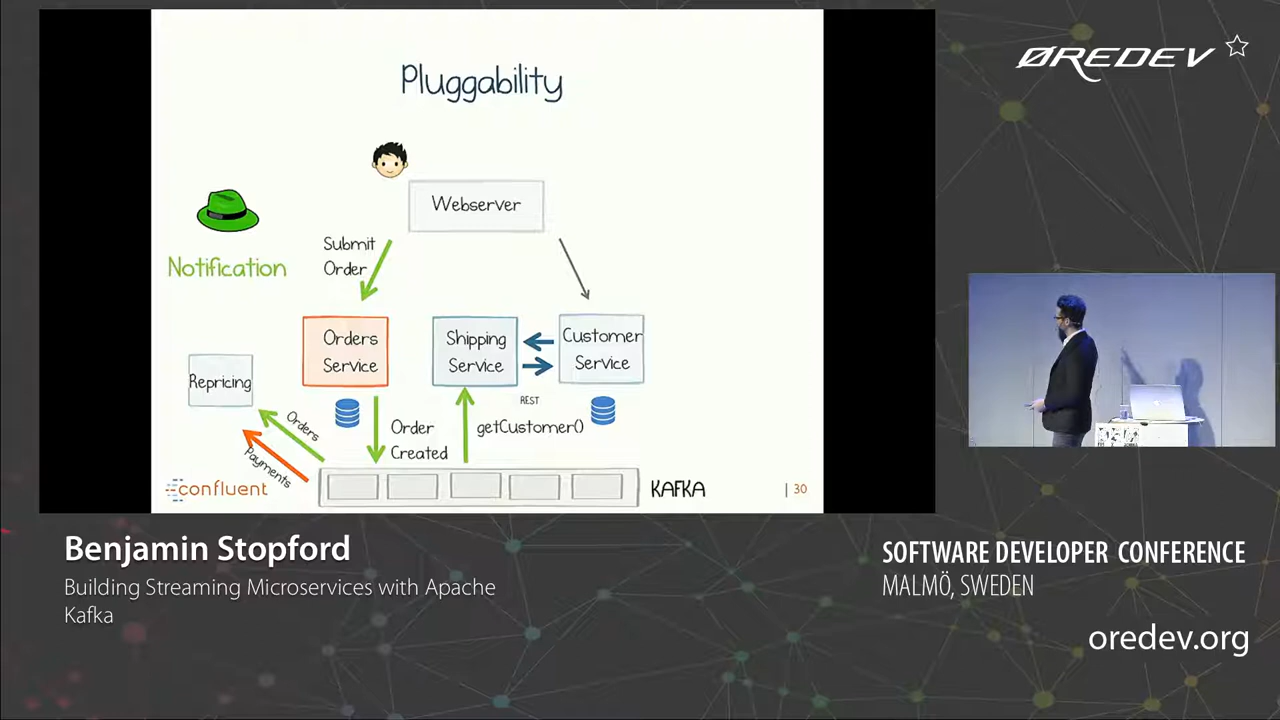 Pluggability
Webserver
Submit
Order
Notification
Orders
Service
Shipping
Service
Customer
Service
Repricing
REST
Orders
Payments
Order
Created
getCustomer()
confluent
KAFKA
| 30
ØREDEV
Benjamin Stopford
Building Streaming Microservices with Apache
Kafka
SOFTWARE DEVELOPER CONFERENCE
MALMÖ, SWEDEN
oredev.org